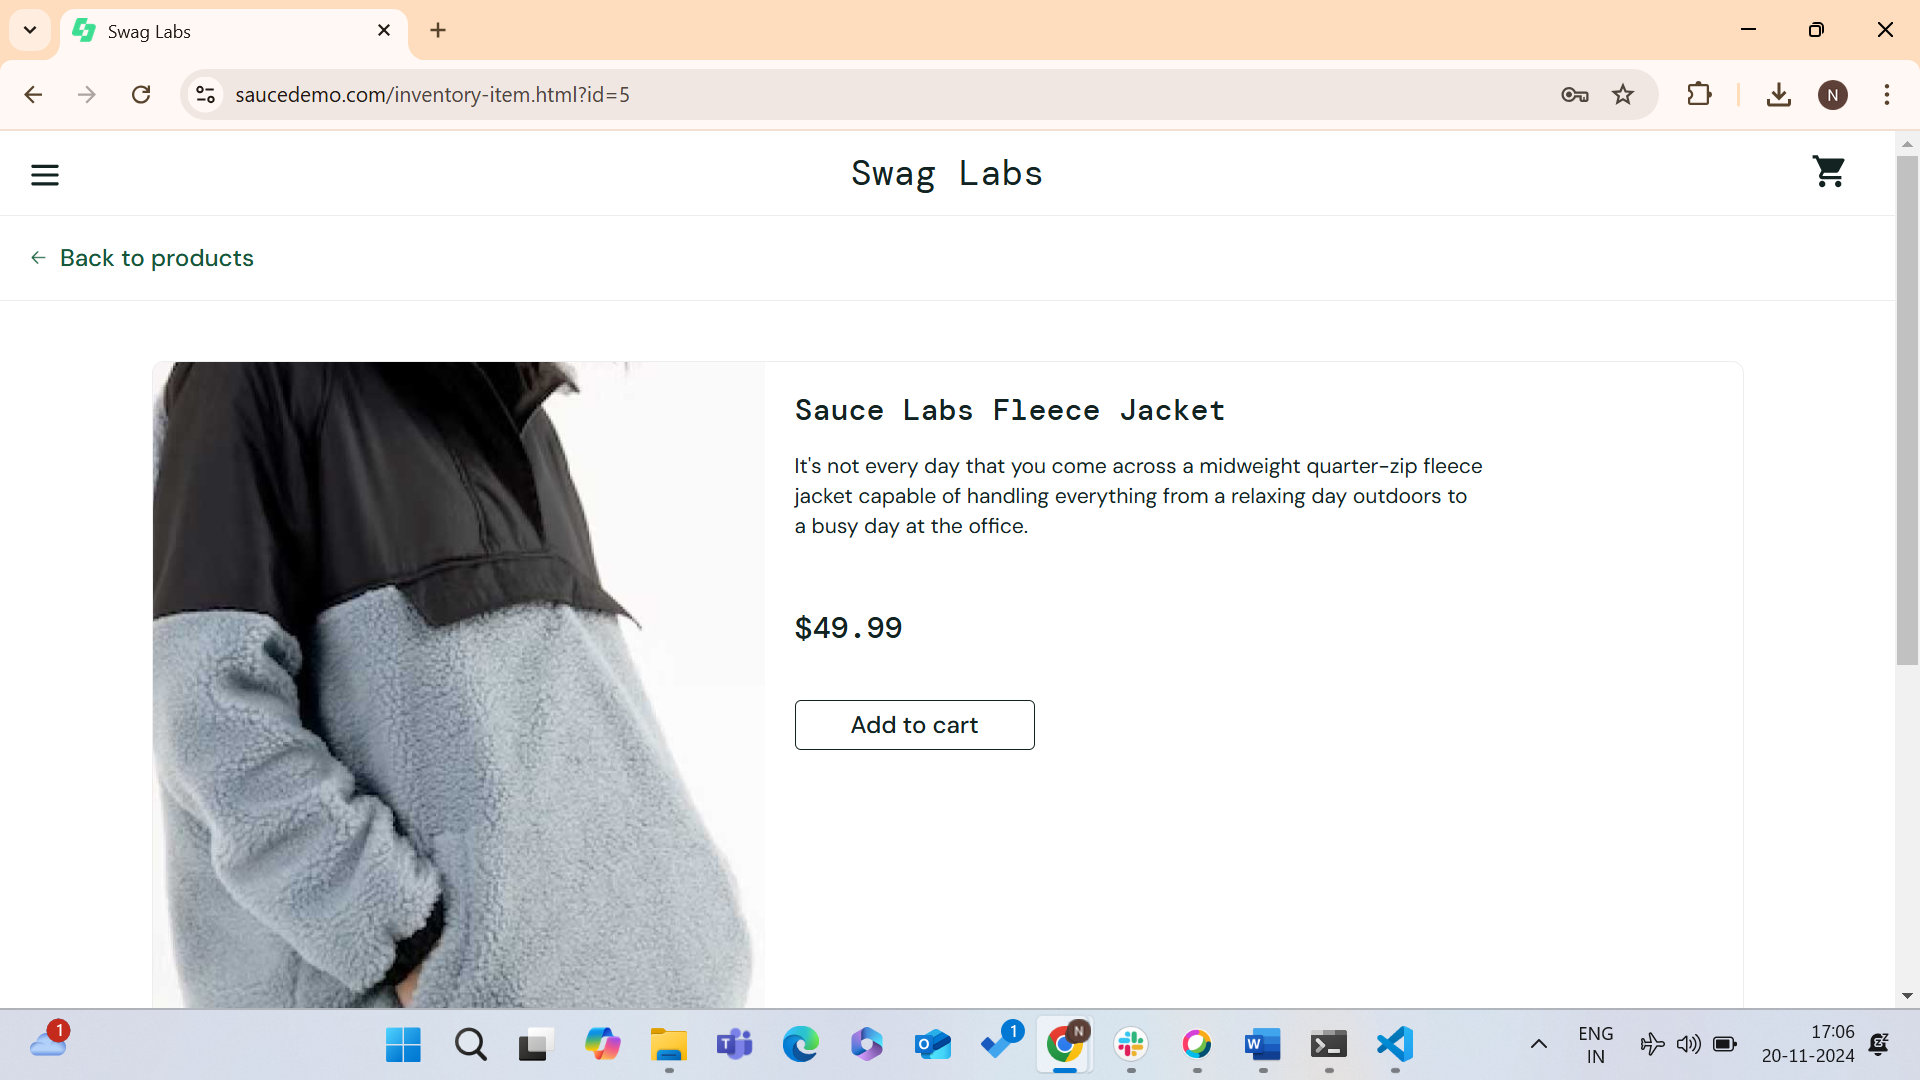 Swag Labs
saucedemo.com/inventory-item.html?id=5
N
Swag Labs
Back to products
Sauce Labs Fleece Jacket
It's not every day that you come across a midweight quarter-zip fleece
jacket capable of handling everything from a relaxing day outdoors to
a busy day at the office.
$49.99
Add to cart
1
1
N
ENG
IN
17:06
20-11-2024